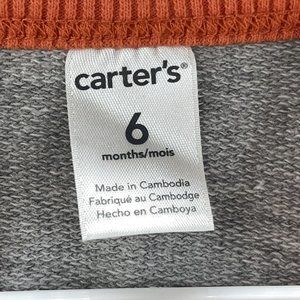 carter's®
6
months/mois
Made in Cambodia
Fabriqué au Cambodge
Hecho en Camboya